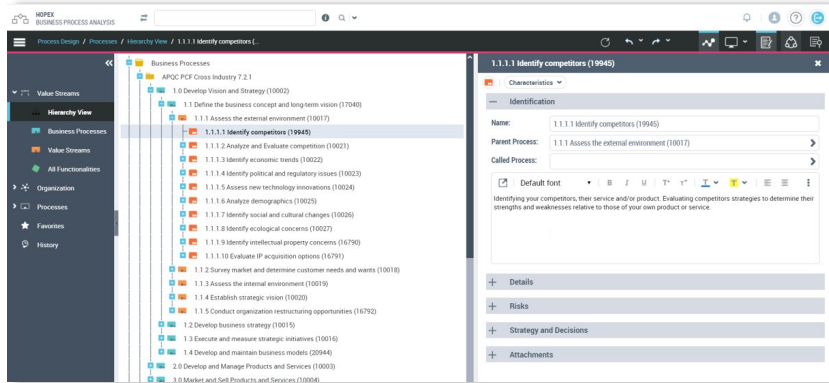 HOPEX
BUSINESS PROCESS ANALYSIS
Process Design / Processes / Hierarchy View / 1.1.1.1 Identify competitors (...
Value Streams
Hierarchy View
Business Processes
Value Streams
All Functionalities
Organization
Processes
Favorites
History
Business Processes
APQC PCF Cross Industry 7.2.1
1.0 Develop Vision and Strategy (10002)
1.1 Define the business concept and long-term vision (17040)
1.1.1 Assess the external environment (10017)
1.1.1.1 Identify competitors (19945)
1.1.1.2 Analyze and Evaluate competition (10021)
1.1.1.3 Identify economic trends (10022)
1.1.1.4 Identify political and regulatory issues (10023)
1.1.1.5 Assess new technology innovations (10024)
1.1.1.6 Analyze demographics (10025)
1.1.1.7 Identify social and cultural changes (10026)
1.1.1.8 Identify ecological concerns (10027)
1.1.1.9 Identify intellectual property concerns (16790)
1.1.1.10 Evaluate IP acquisition options (16791)
1.1.2 Survey market and determine customer needs and wants (10018)
1.1.3 Assess the internal environment (10019)
1.1.4 Establish strategic vision (10020)
1.1.5 Conduct organization restructuring opportunities (16792)
1.2 Develop business strategy (10015)
1.3 Execute and measure strategic initiatives (10016)
1.4 Develop and maintain business models (20944)
2.0 Develop and Manage Products and Services (10003)
3.0 Market and Sell Products and Services (10004)
1.1.1.1 Identify competitors (19945)
Characteristics
Identification
Name: 1.1.1.1 Identify competitors (19945)
Parent Process: 1.1.1 Assess the external environment (10017)
Called Process:
Default font B I U T+ T+ T T
Identifying your competitors, their service and/or product. Evaluating competitors strategies to determine their
strengths and weaknesses relative to those of your own product or service.
Details
Risks
Strategy and Decisions
Attachments